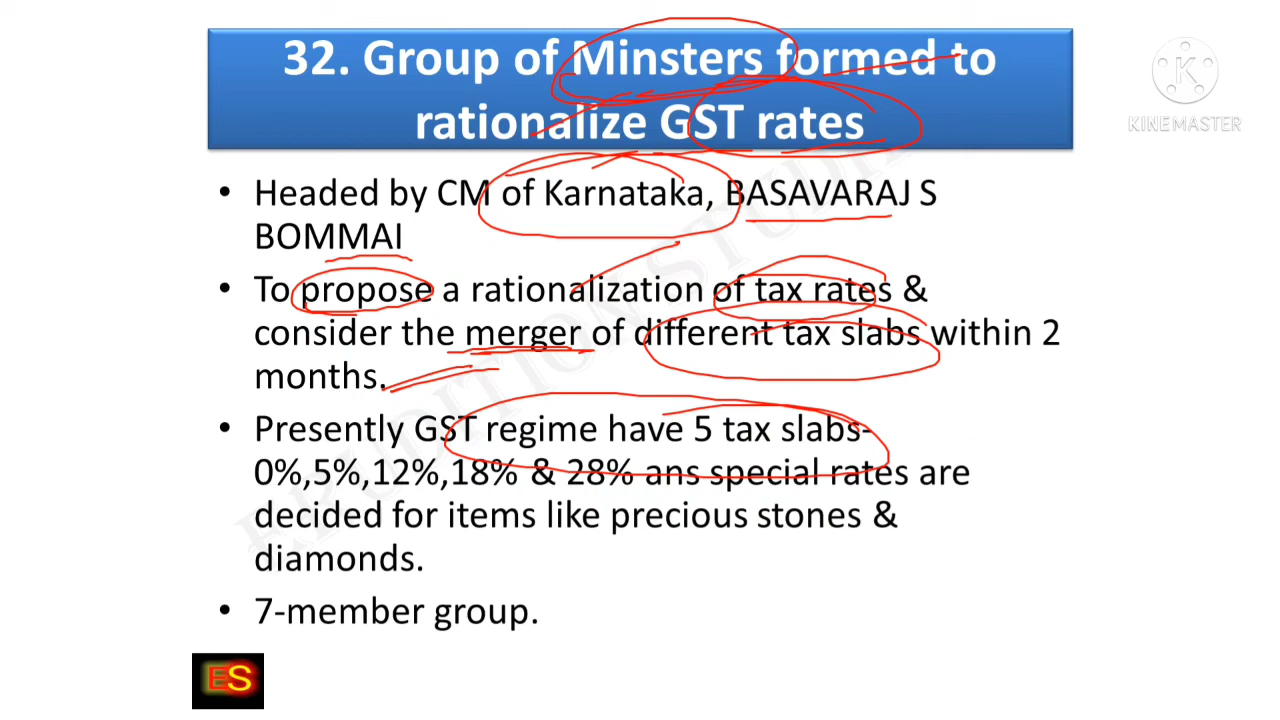 32. Group of Minsters formed to
rationalize GST rates
KINEMASTER
• Headed by CM of Karnataka, BASAVARAJ S
BOMMAI
• To propose a rationalization of tax rates &
consider the merger of different tax slabs within 2
months.
• Presently GST regime have 5 tax slabs-
0%,5%,12%,18% & 28% ans special rates are
decided for items like precious stones &
diamonds.
• 7-member group.
ES